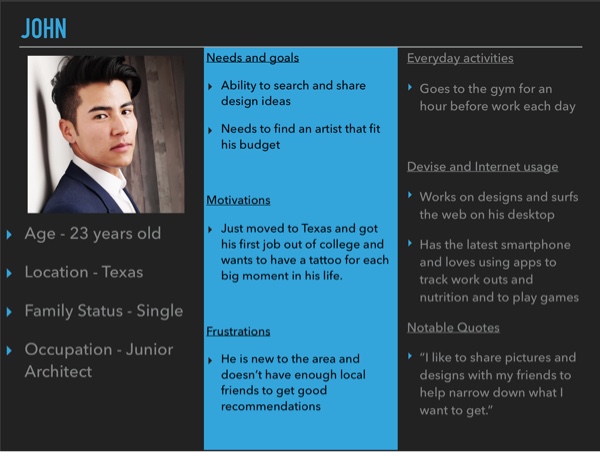 JOHN
Age - 23 years old
Location - Texas
Family Status - Single
Occupation - Junior
Architect
Needs and goals
Ability to search and share
design ideas
Needs to find an artist that fit
his budget
Motivations
Just moved to Texas and got
his first job out of college and
wants to have a tattoo for each
big moment in his life.
Frustrations
He is new to the area and
doesn't have enough local
friends to get good
recommendations
Everyday activities
Goes to the gym for an
hour before work each day
Devise and Internet usage
Works on designs and surfs
the web on his desktop
Has the latest smartphone
and loves using apps to
track work outs and
nutrition and to play games
Notable Quotes
“I like to share pictures and
designs with my friends to
help narrow down what I
want to get.”